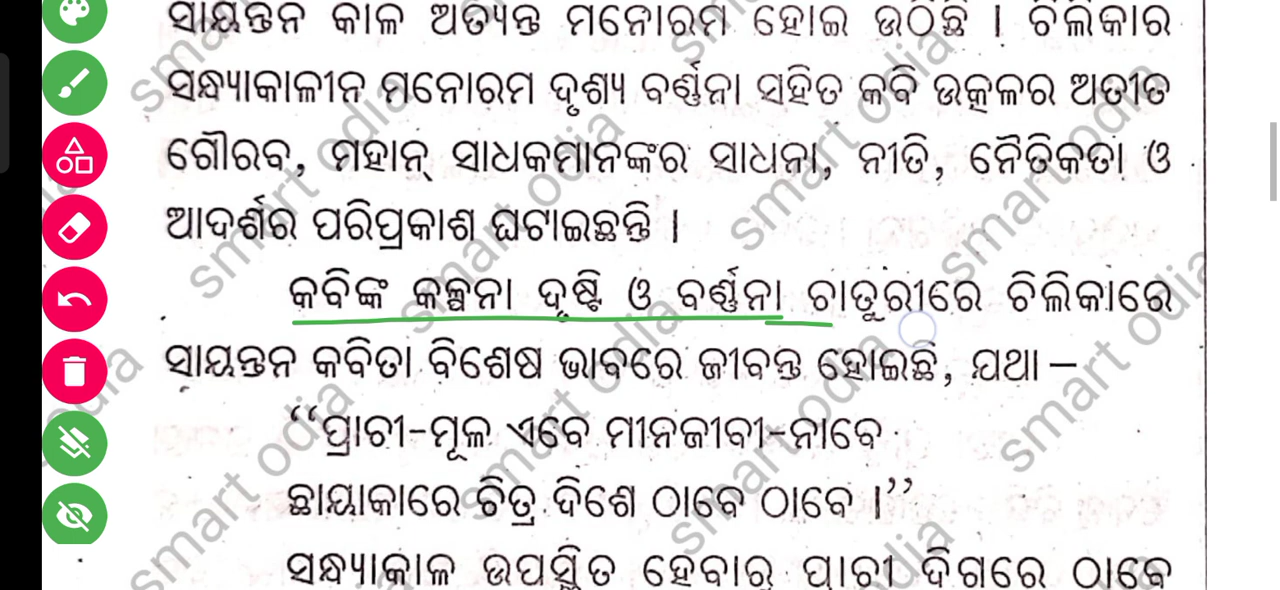 ସାୟନ୍ତନ କାଳ ଅତ୍ୟନ୍ତ ମନୋରମ ହୋଇ ଉଠିଛି । ଚିଲିକାର
ସନ୍ଧ୍ୟାକାଳୀନ ମନୋରମ ଦୃଶ୍ୟ ବର୍ଣ୍ଣନା ସହିତ କବି ଉତ୍କଳର ଅତୀତ
ଗୌରବ, ମହାନ୍ ସାଧକମାନଙ୍କର ସାଧନା, ନୀତି, ନୈତିକତା ଓ
ଆଦର୍ଶର ପରିପ୍ରକାଶ ଘଟାଇଛନ୍ତି ।
କବିଙ୍କ କଳ୍ପନା ଦୃଷ୍ଟି ଓ ବର୍ଣ୍ଣନା ଚାତୁରୀରେ ଚିଲିକାରେ
ସାୟନ୍ତନ କବିତା ବିଶେଷ ଭାବରେ ଜୀବନ୍ତ ହୋଇଛି, ଯଥା –
‘‘ପ୍ରାଚୀ-ମୂଳ ଏବେ ମୀନଜୀବୀ-ନାବେ
ଛାୟାକାରେ ଚିତ୍ର ଦିଶେ ଠାବେ ଠାବେ ।’’
ସନ୍ଧ୍ୟାକାଳ ଉପସ୍ଥିତ ହେବାରୁ ପ୍ରାଚୀ ଦିଗରେ ଠାବେ